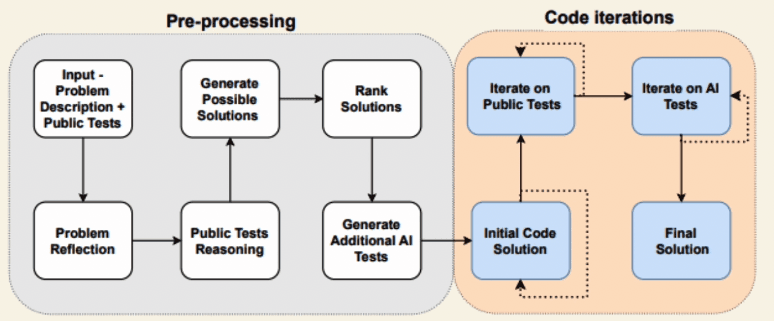 Pre-processing
Input -
Problem
Description +
Public Tests
Problem
Reflection
Public Tests
Reasoning
Generate
Possible
Solutions
Rank
Solutions
Generate
Additional AI
Tests
Code iterations
Initial Code
Solution
Iterate on
Public Tests
Iterate on AI
Tests
Final
Solution